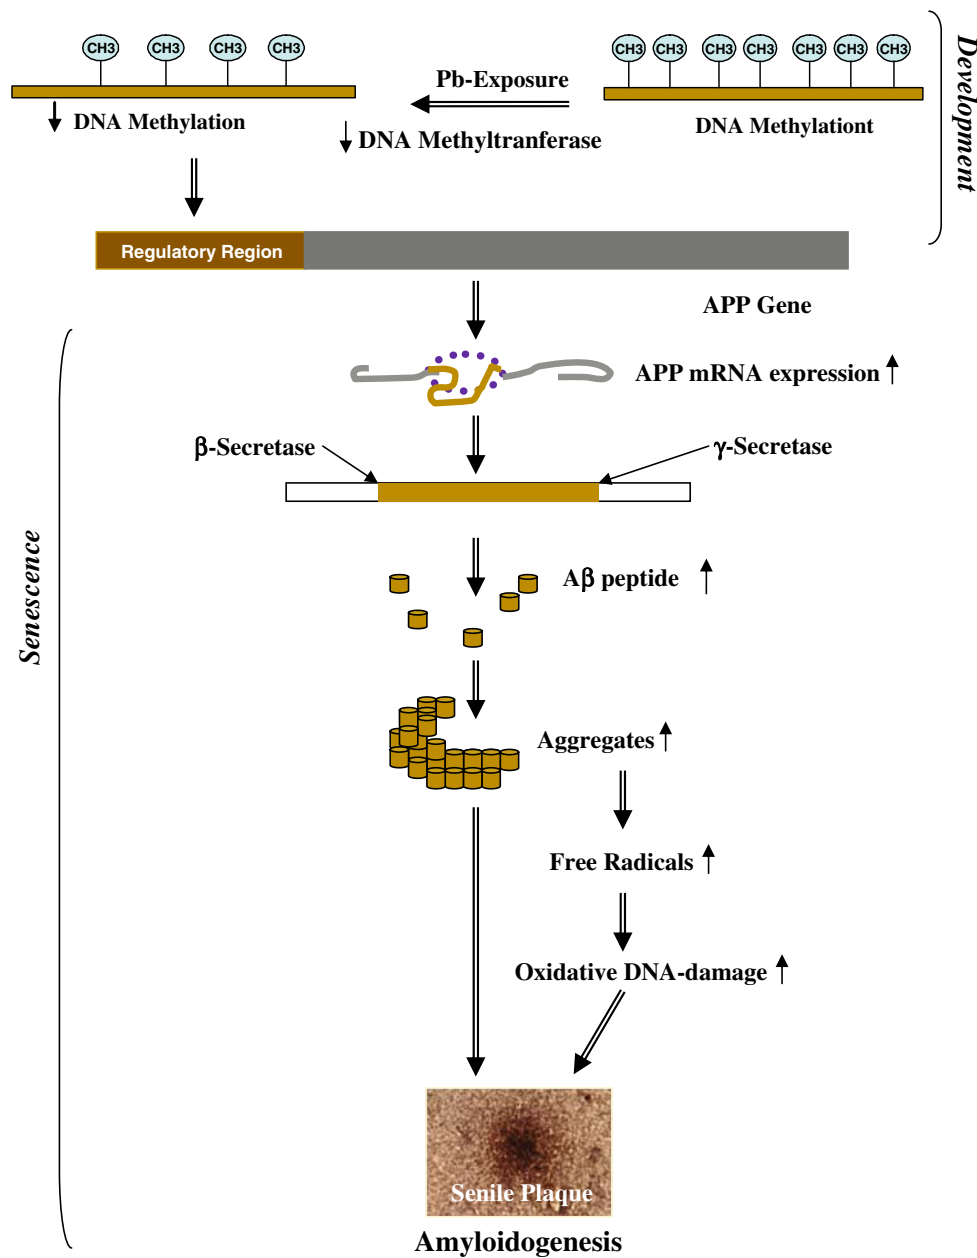 CH3 CH3 CH3 CH3
CH3 CH3 CH3 CH3 CH3 CH3 CH3
Development
Pb-Exposure
↓ DNA Methylation
DNA Methylationt
↓ DNA Methyltranferase
Regulatory Region
APP Gene
APP mRNA expression ↑
β-Secretase
γ-Secretase
Senescence
Aβ peptide ↑
Aggregates ↑
Free Radicals ↑
Oxidative DNA-damage ↑
Senile Plaque
Amyloidogenesis